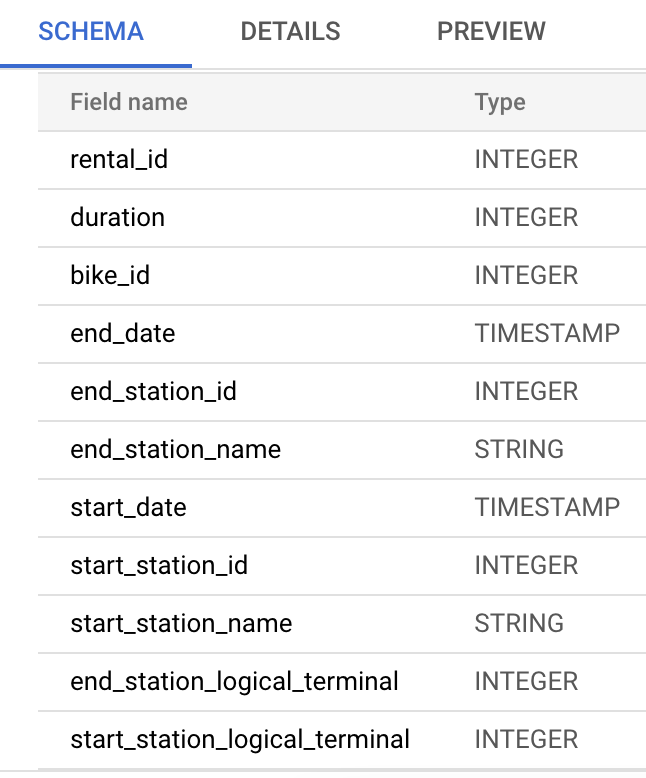 SCHEMA DETAILS PREVIEW
Field name Type
rental_id INTEGER
duration INTEGER
bike_id INTEGER
end_date TIMESTAMP
end_station_id INTEGER
end_station_name STRING
start_date TIMESTAMP
start_station_id INTEGER
start_station_name STRING
end_station_logical_terminal INTEGER
start_station_logical_terminal INTEGER